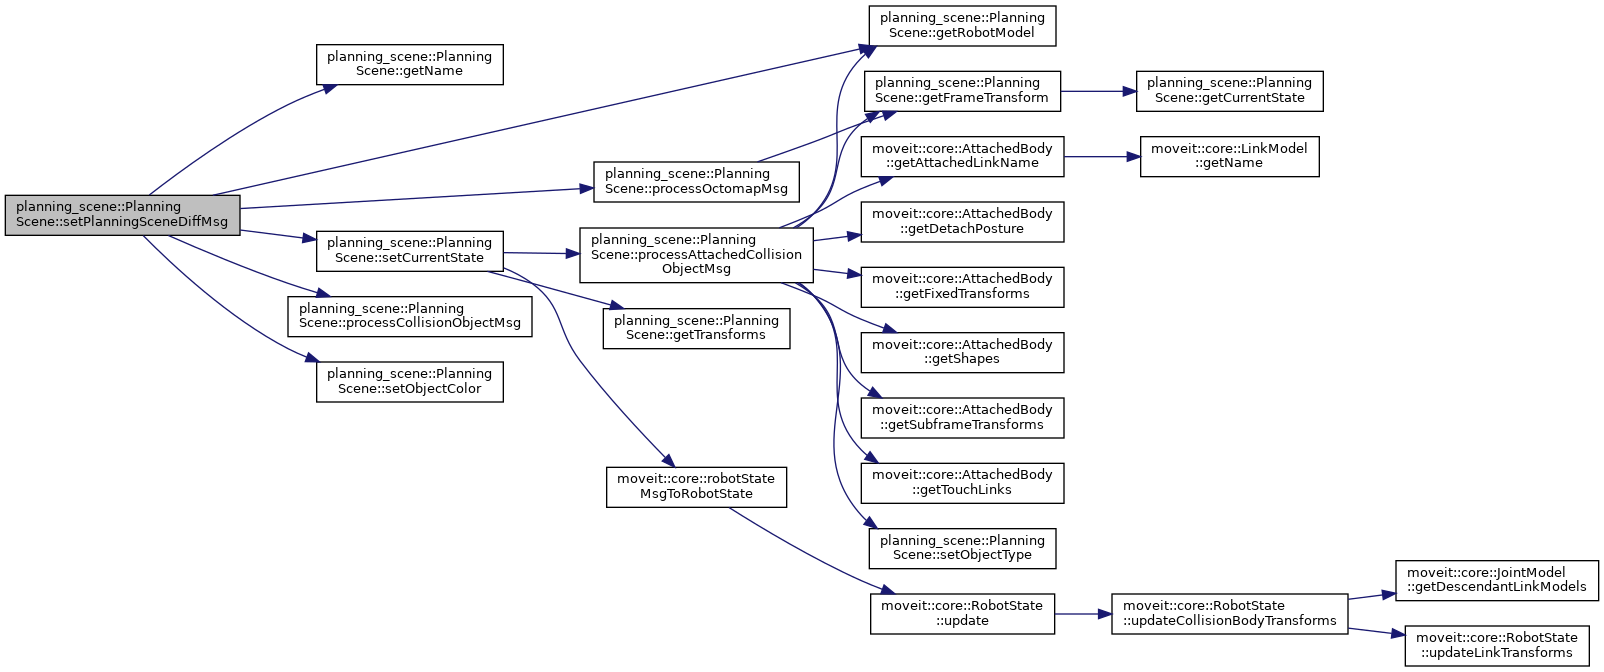 planning_scene::Planning
Scene::setPlanningSceneDiffMsg
planning_scene::Planning
Scene::getName
planning_scene::Planning
Scene::setCurrentState
planning_scene::Planning
Scene::processCollisionObjectMsg
planning_scene::Planning
Scene::setObjectColor
planning_scene::Planning
Scene::processOctomapMsg
planning_scene::Planning
Scene::processAttachedCollision
ObjectMsg
planning_scene::Planning
Scene::getTransforms
moveit::core::robotState
MsgToRobotState
planning_scene::Planning
Scene::getRobotModel
planning_scene::Planning
Scene::getFrameTransform
moveit::core::AttachedBody
::getAttachedLinkName
moveit::core::AttachedBody
::getDetachPosture
moveit::core::AttachedBody
::getFixedTransforms
moveit::core::AttachedBody
::getShapes
moveit::core::AttachedBody
::getSubframeTransforms
moveit::core::AttachedBody
::getTouchLinks
planning_scene::Planning
Scene::setObjectType
moveit::core::RobotState
::update
planning_scene::Planning
Scene::getCurrentState
moveit::core::LinkModel
::getName
moveit::core::RobotState
::updateCollisionBodyTransforms
moveit::core::JointModel
::getDescendantLinkModels
moveit::core::RobotState
::updateLinkTransforms